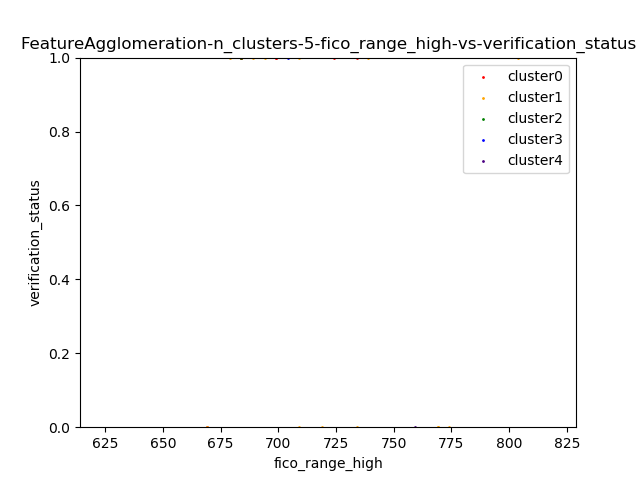 FeatureAgglomeration-n_clusters-5-fico_range_high-vs-verification_status
1.0
0.8
0.6
0.4
0.2
0.0
verification_status
cluster0
cluster1
cluster2
cluster3
cluster4
625 650 675 700 725 750 775 800 825
fico_range_high